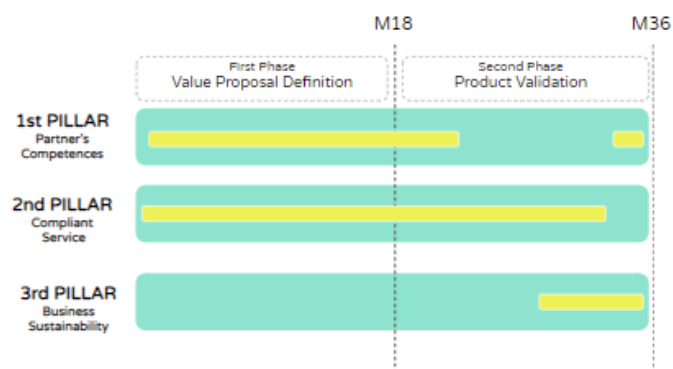 M18
M36
First Phase
Value Proposal Definition
Second Phase
Product Validation
1st PILLAR
Partner's
Competences
2nd PILLAR
Compliant
Service
3rd PILLAR
Business
Sustainability